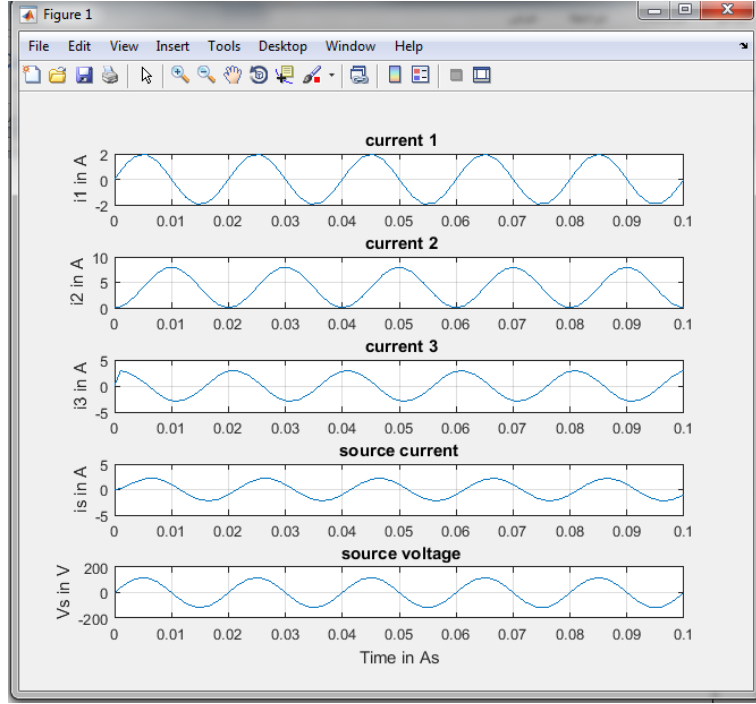 Figure 1
File Edit View Insert Tools Desktop Window Help
current 1
i1 in A
2
0
-2
0 0.01 0.02 0.03 0.04 0.05 0.06 0.07 0.08 0.09 0.1
current 2
i2 in A
10
5
0
0 0.01 0.02 0.03 0.04 0.05 0.06 0.07 0.08 0.09 0.1
current 3
i3 in A
5
0
-5
0 0.01 0.02 0.03 0.04 0.05 0.06 0.07 0.08 0.09 0.1
source current
is in A
5
0
-5
0 0.01 0.02 0.03 0.04 0.05 0.06 0.07 0.08 0.09 0.1
source voltage
Vs in V
200
0
-200
0 0.01 0.02 0.03 0.04 0.05 0.06 0.07 0.08 0.09 0.1
Time in As